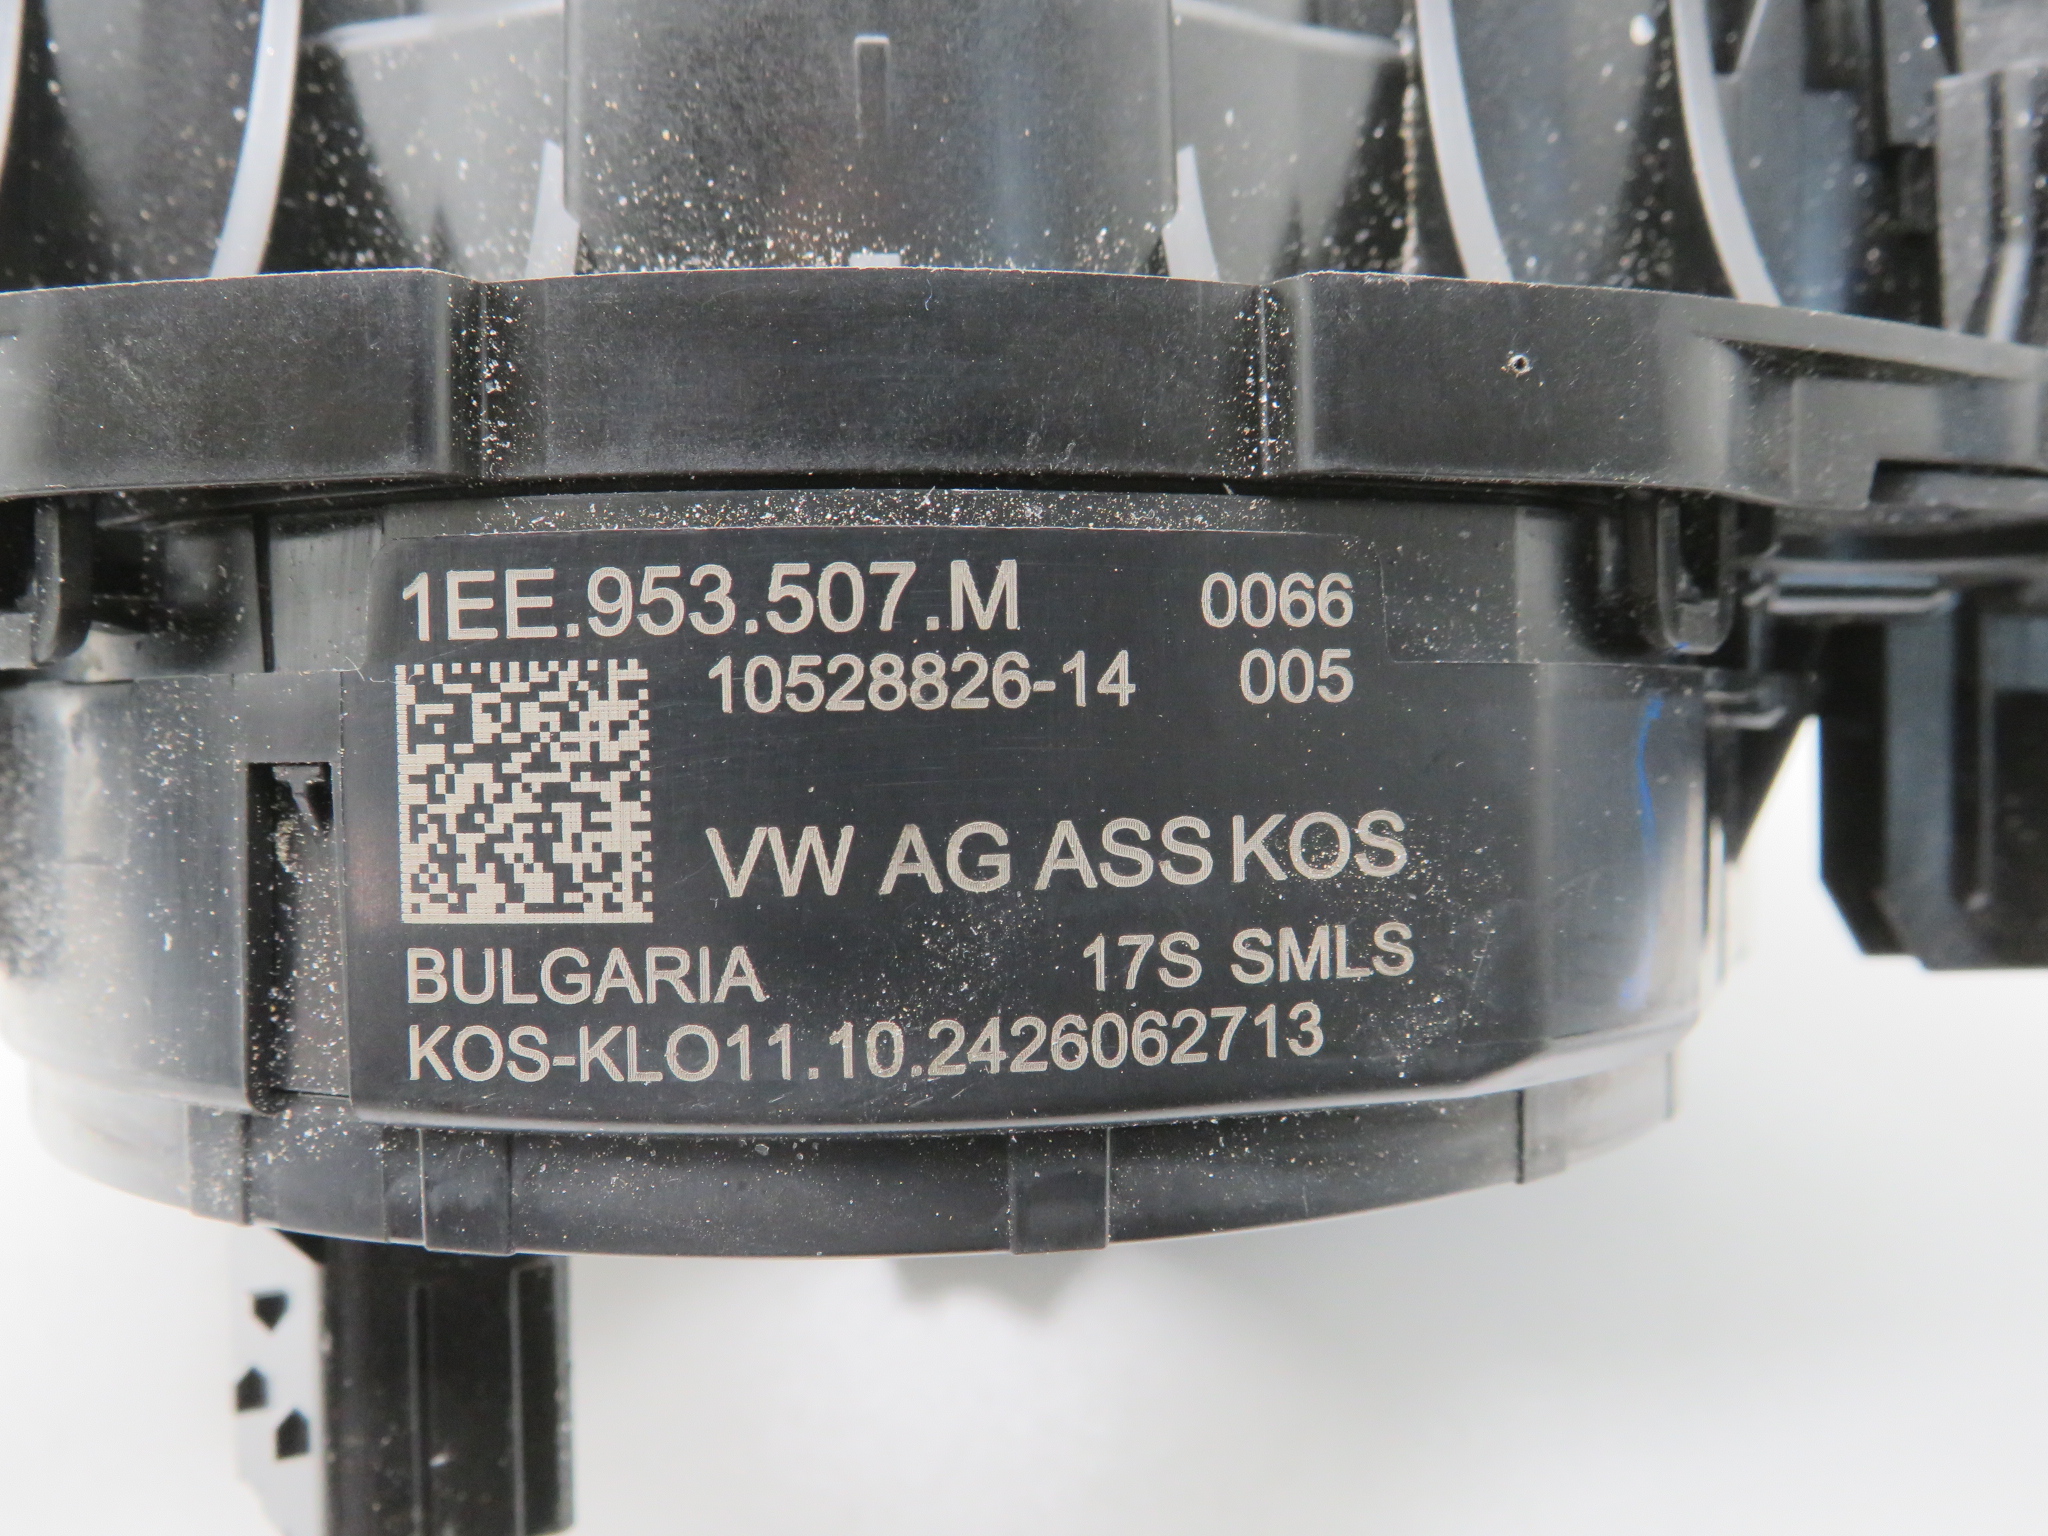 1EE.953.507.M 0066
10528826-14 005
VW AG ASS KOS
BULGARIA 17S SMLS
KOS-KLO11.10.2426062713